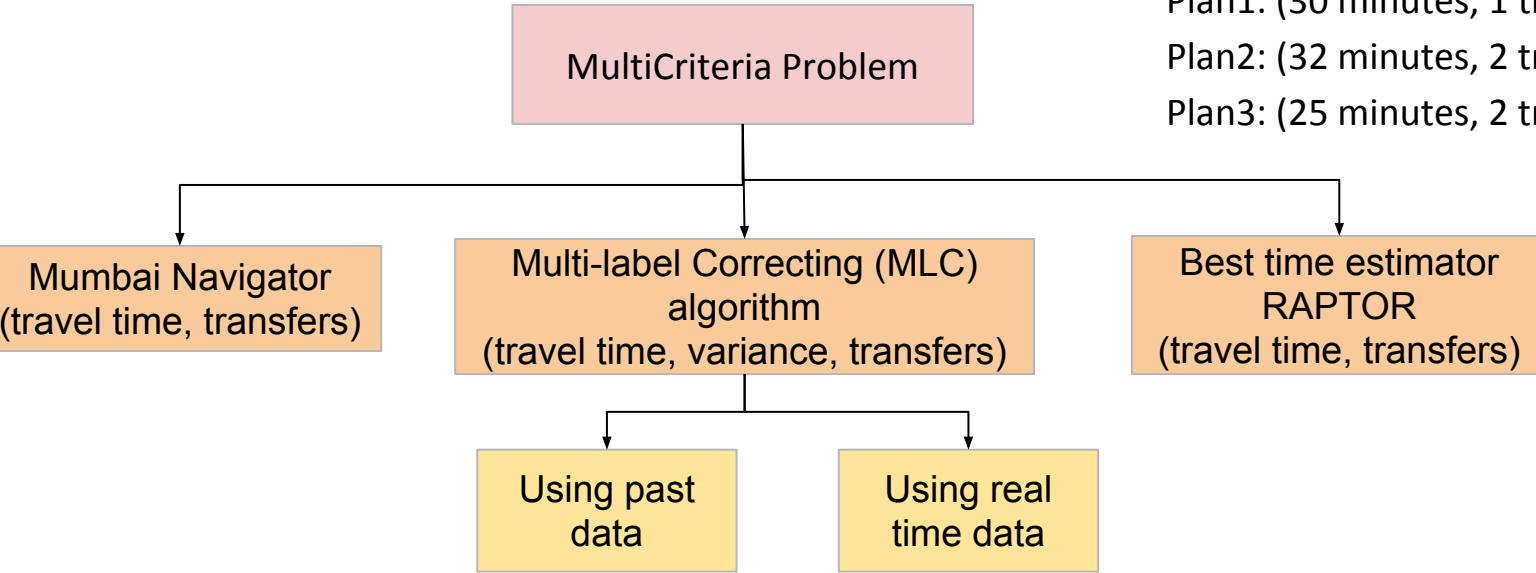 Plan1: (30 minutes, 1
Plan2: (32 minutes, 2
Plan3: (25 minutes, 2
MultiCriteria Problem
Mumbai Navigator
(travel time, transfers)
Multi-label Correcting (MLC)
algorithm
(travel time, variance, transfers)
Best time estimator
RAPTOR
(travel time, transfers)
Using past
data
Using real
time data